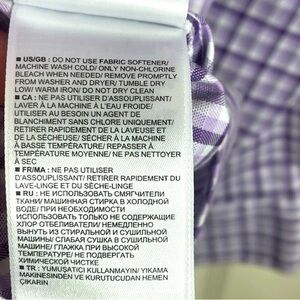 ■ US/GB : DO NOT USE FABRIC SOFTENER/
MACHINE WASH COLD/ ONLY NON-CHLORINE
BLEACH WHEN NEEDED/ REMOVE PROMPTLY
FROM WASHER AND DRYER/ TUMBLE DRY
LOW/ WARM IRON/ DO NOT DRY CLEAN
■ CA : NE PAS UTILISER D'ASSOUPLISSANT/
LAVER À LA MACHINE À L'EAU FROIDE/
UTILISER AU BESOIN UN AGENT DE
BLANCHIMENT SANS CHLORE UNIQUEMENT/
RETIRER RAPIDEMENT DE LA LAVEUSE ET
DE LA SÉCHEUSE/ SÉCHER À LA MACHINE
À BASSE TEMPÉRATURE/ REPASSER À
TEMPÉRATURE MOYENNE/ NE PAS NETTOYER
À SEC
■ FR/MA : NE PAS UTILISER
D'ASSOUPLISSANT/ RETIRER RAPIDEMENT DU
LAVE-LINGE ET DU SÈCHE-LINGE
■ RU : НЕ ИСПОЛЬЗОВАТЬ СМЯГЧИТЕЛИ
ТКАНИ/ МАШИННАЯ СТИРКА В ХОЛОДНОЙ
ВОДЕ/ ПРИ НЕОБХОДИМОСТИ
ИСПОЛЬЗОВАТЬ ТОЛЬКО НЕ СОДЕРЖАЩИЕ
ХЛОР ОТБЕЛИВАТЕЛИ/ НЕМЕДЛЕННО
ВЫНУТЬ ИЗ СТИРАЛЬНОЙ И СУШИЛЬНОЙ
МАШИНЫ/ СЛАБАЯ СУШКА В СУШИЛЬНОЙ
МАШИНЕ/ ГЛАЖКА ПРИ ВЫСОКОЙ
ТЕМПЕРАТУРЕ/ НЕ ПОДВЕРГАТЬ
ХИМИЧЕСКОЙ ЧИСТКЕ
■ TR : YUMUŞATICI KULLANMAYIN/ YIKAMA
MAKINESINDEN VE KURUTUCUDAN HEMEN
ÇIKARIN